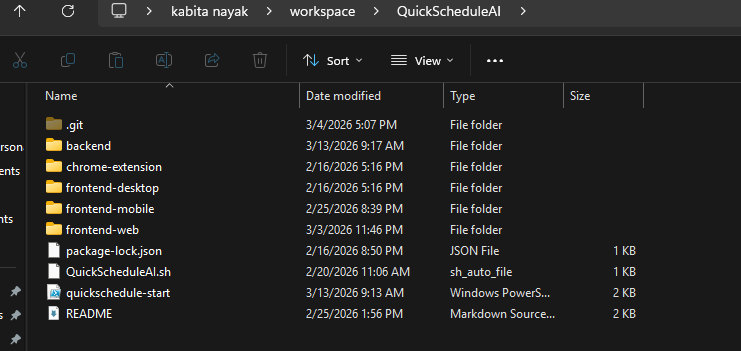 kabita nayak > workspace > QuickScheduleAI >
Sort View
Name Date modified Type Size
.git 3/4/2026 5:07 PM File folder
ersona backend 3/13/2026 9:17 AM File folder
ents chrome-extension 2/16/2026 5:16 PM File folder
frontend-desktop 2/16/2026 5:16 PM File folder
nts frontend-mobile 2/25/2026 8:39 PM File folder
frontend-web 3/3/2026 11:46 PM File folder
package-lock.json 2/16/2026 8:50 PM JSON File 1 KB
QuickScheduleAI.sh 2/20/2026 11:06 AM sh_auto_file 1 KB
quickschedule-start 3/13/2026 9:13 AM Windows PowerS... 2 KB
s README 2/25/2026 1:56 PM Markdown Source... 2 KB